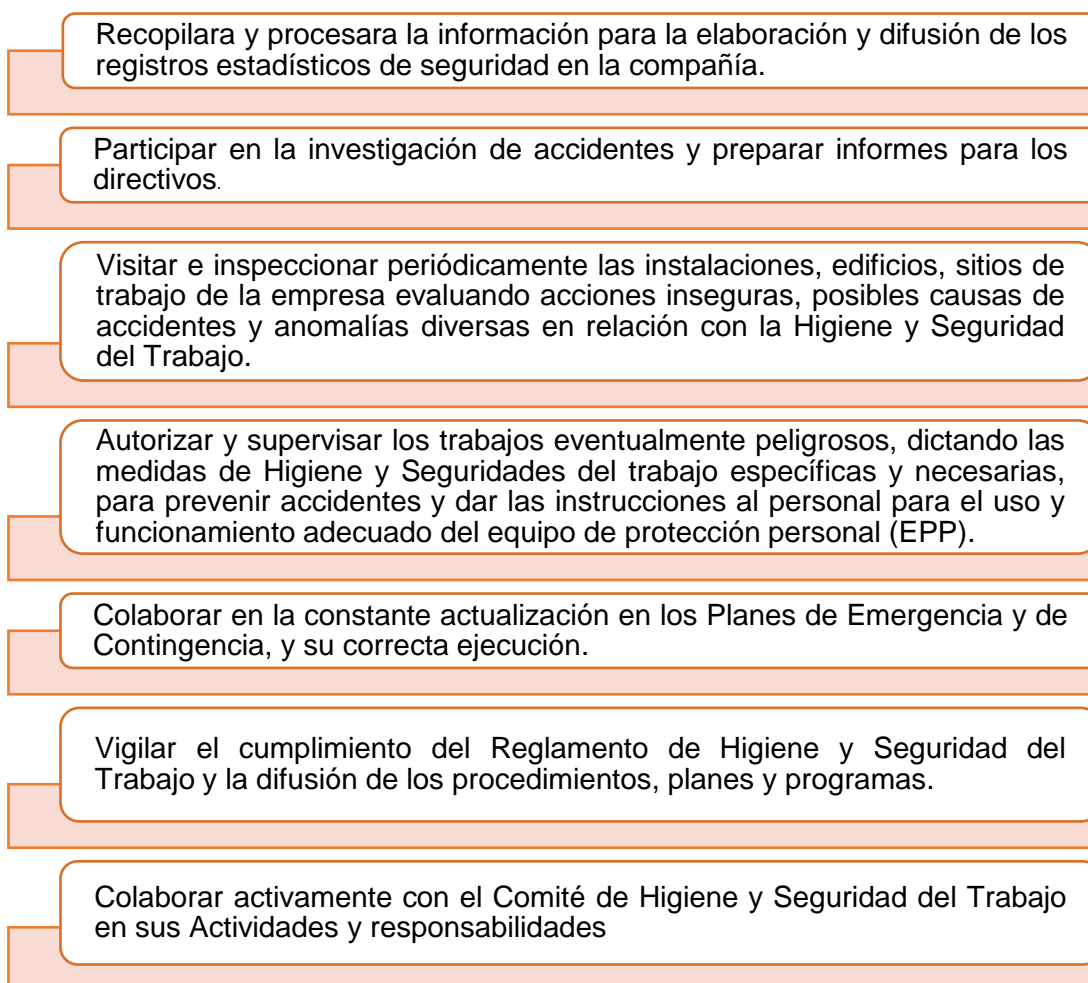 Recopilara y procesara la información para la elaboración y difusión de los
registros estadísticos de seguridad en la compañía.
Participar en la investigación de accidentes y preparar informes para los
directivos.
Visitar e inspeccionar periódicamente las instalaciones, edificios, sitios de
trabajo de la empresa evaluando acciones inseguras, posibles causas de
accidentes y anomalías diversas en relación con la Higiene y Seguridad
del Trabajo.
Autorizar y supervisar los trabajos eventualmente peligrosos, dictando las
medidas de Higiene y Seguridades del trabajo específicas y necesarias,
para prevenir accidentes y dar las instrucciones al personal para el uso y
funcionamiento adecuado del equipo de protección personal (EPP).
Colaborar en la constante actualización en los Planes de Emergencia y de
Contingencia, y su correcta ejecución.
Vigilar el cumplimiento del Reglamento de Higiene y Seguridad del
Trabajo y la difusión de los procedimientos, planes y programas.
Colaborar activamente con el Comité de Higiene y Seguridad del Trabajo
en sus Actividades y responsabilidades